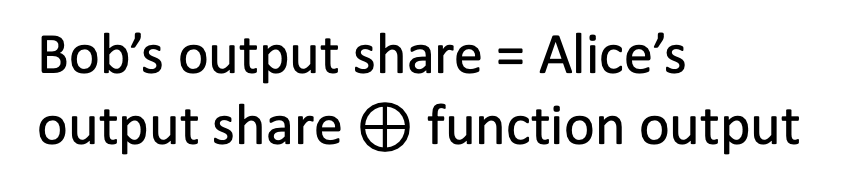 Bob’s output share = Alice’s
output share ⊕ function output